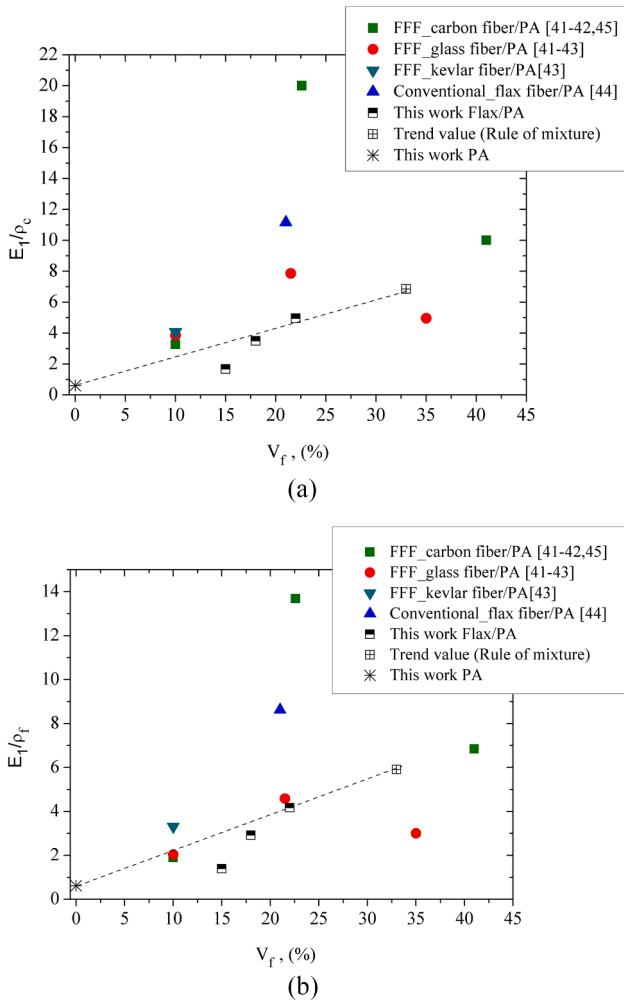 FFF_carbon fiber/PA [41-42,45]
FFF_glass fiber/PA [41-43]
FFF_kevlar fiber/PA[43]
Conventional_flax fiber/PA [44]
This work Flax/PA
Trend value (Rule of mixture)
This work PA
22
20
18
16
14
12
10
8
6
4
2
0
E₁/ρ_c
0 5 10 15 20 25 30 35 40 45
V_f , (%)
(a)
FFF_carbon fiber/PA [41-42,45]
FFF_glass fiber/PA [41-43]
FFF_kevlar fiber/PA[43]
Conventional_flax fiber/PA [44]
This work Flax/PA
Trend value (Rule of mixture)
This work PA
14
12
10
8
6
4
2
0
E₁/ρ_f
0 5 10 15 20 25 30 35 40 45
V_f , (%)
(b)